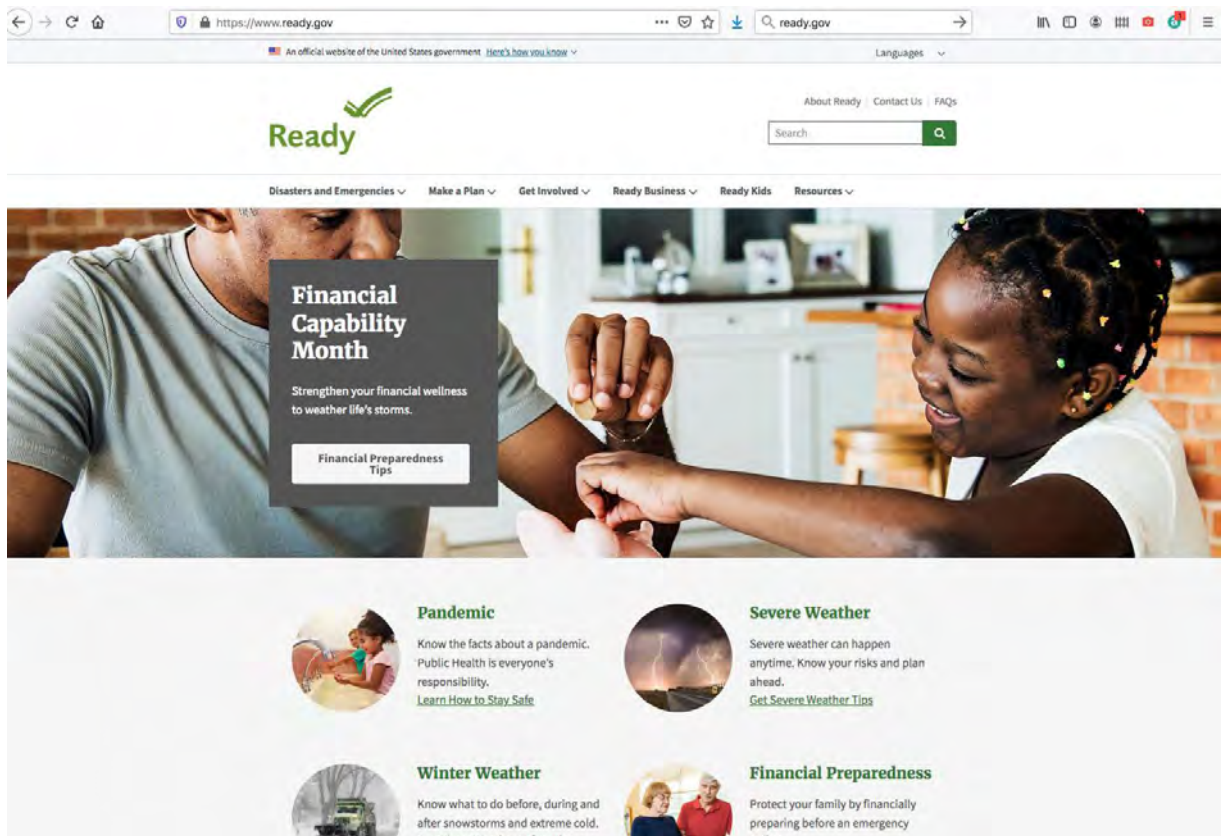 https://www.ready.gov
ready.gov
An official website of the United States government Here's how you know
Languages
Ready
About Ready
Contact Us
FAQs
Search
Disasters and Emergencies
Make a Plan
Get Involved
Ready Business
Ready Kids
Resources
Financial
Capability
Month
Strengthen your financial wellness
to weather life's storms.
Financial Preparedness
Tips
Pandemic
Know the facts about a pandemic.
Public Health is everyone's
responsibility.
Learn How to Stay Safe
Severe Weather
Severe weather can happen
anytime. Know your risks and plan
ahead.
Get Severe Weather Tips
Winter Weather
Know what to do before, during and
after snowstorms and extreme cold.
Financial Preparedness
Protect your family by financially
preparing before an emergency